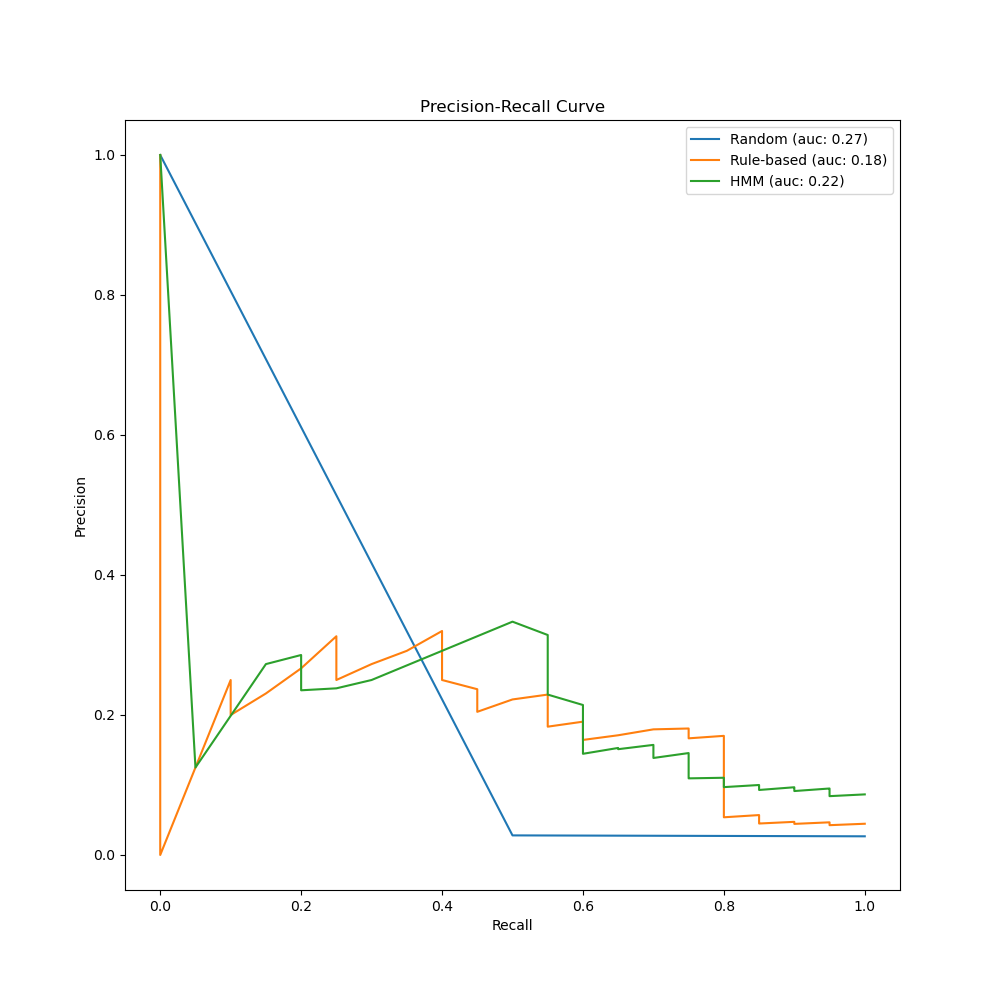 Precision-Recall Curve
Random (auc: 0.27)
Rule-based (auc: 0.18)
HMM (auc: 0.22)
1.0
0.8
0.6
0.4
0.2
0.0
Precision
0.0 0.2 0.4 0.6 0.8 1.0
Recall